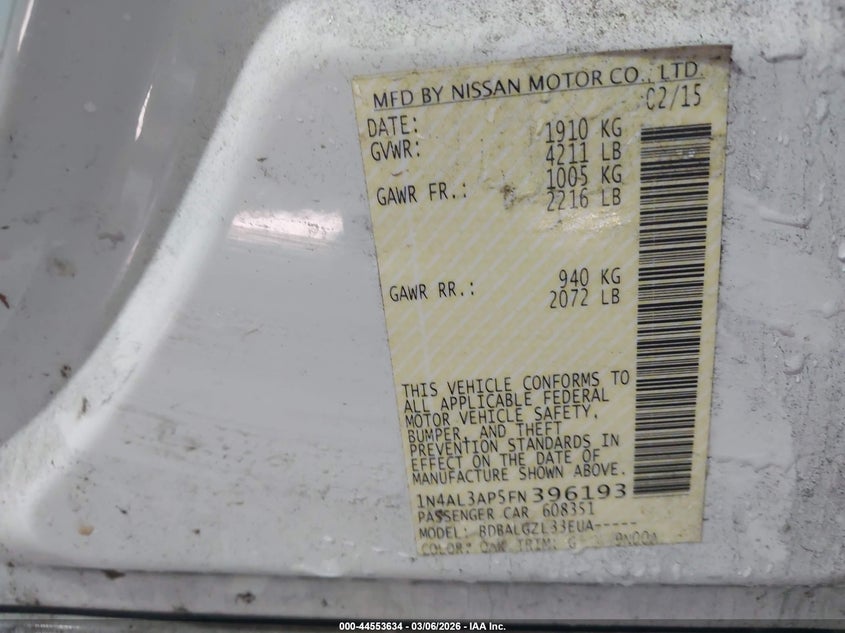 MFD BY NISSAN MOTOR CO., LTD.
DATE: 02/15
GVWR: 1910 KG
4211 LB
GAWR FR.: 1005 KG
2216 LB
GAWR RR.: 940 KG
2072 LB
THIS VEHICLE CONFORMS TO
ALL APPLICABLE FEDERAL
MOTOR VEHICLE SAFETY,
BUMPER, AND THEFT
PREVENTION STANDARDS IN
EFFECT ON THE DATE OF
MANUFACTURE SHOWN ABOVE.
1N4AL3AP5FN396193
PASSENGER CAR 608351
MODEL: BDBALGZL33EUA-----
COLOR: QAK TRIM: G
000-44553634 - 03/06/2026 - IAA Inc.